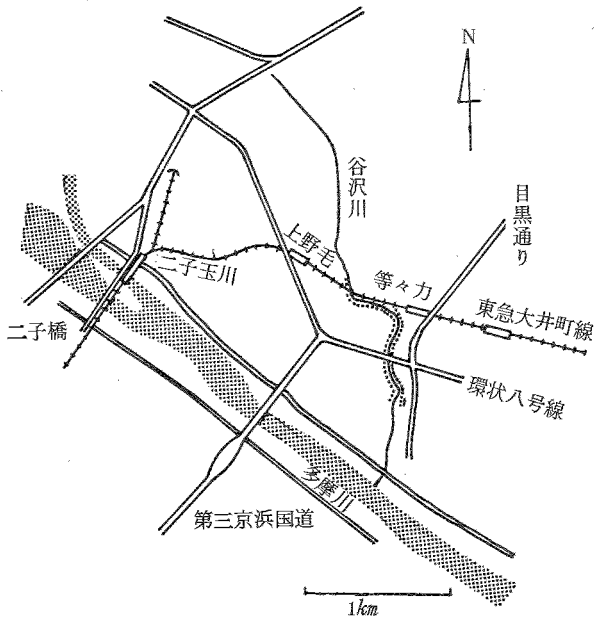 N
谷沢川
目黒通り
上野毛
等々力
二子玉川
東急大井町線
二子橋
環状八号線
多摩川
第三京浜国道
1km